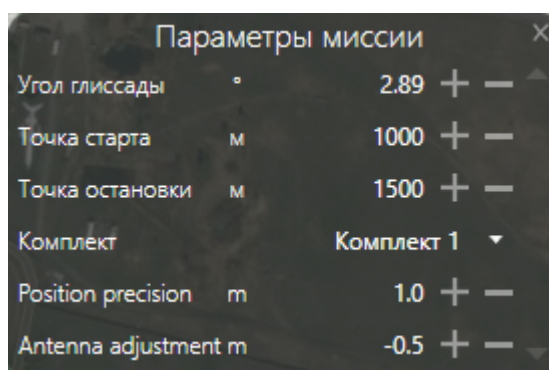 Параметры миссии ×
Угол глиссады ° 2.89 + −
Точка старта м 1000 + −
Точка остановки м 1500 + −
Комплект Комплект 1
Position precision m 1.0 + −
Antenna adjustment m -0.5 + −